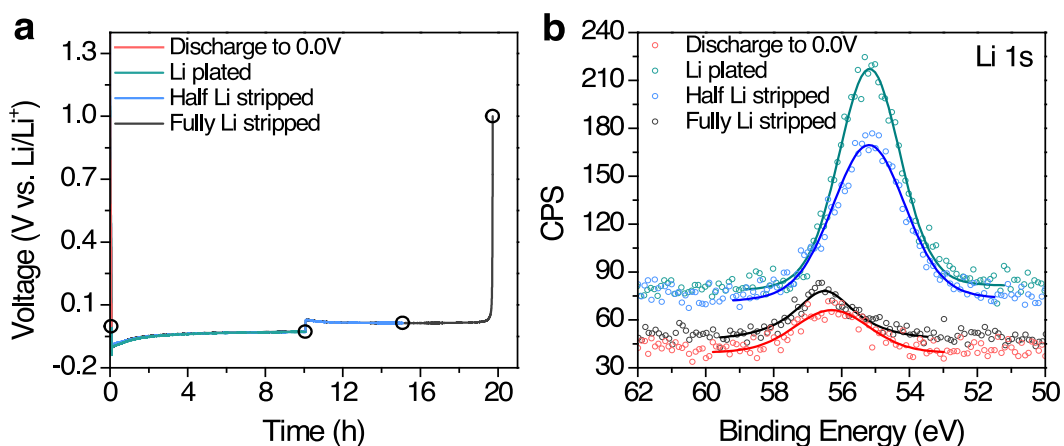 a
1.3
1.0
0.7
0.4
0.1
-0.2
Voltage (V vs. Li/Li⁺)
Discharge to 0.0V
Li plated
Half Li stripped
Fully Li stripped
0 4 8 12 16 20
Time (h)
b
240
210
180
150
120
90
60
30
CPS
Discharge to 0.0V
Li plated
Half Li stripped
Fully Li stripped
Li 1s
62 60 58 56 54 52 50
Binding Energy (eV)